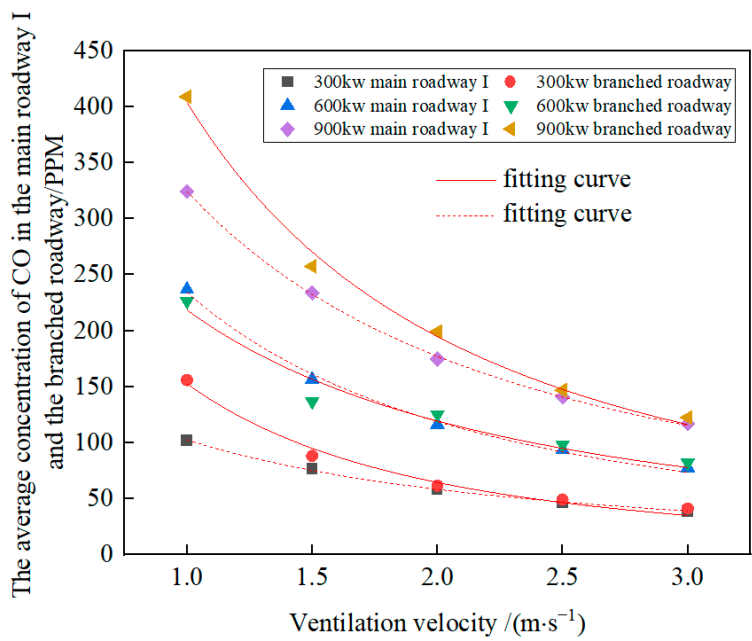 The average concentration of CO in the main roadway I
and the branched roadway/PPM
450
400
350
300
250
200
150
100
50
0
300kw main roadway I 300kw branched roadway
600kw main roadway I 600kw branched roadway
900kw main roadway I 900kw branched roadway
fitting curve
fitting curve
1.0 1.5 2.0 2.5 3.0
Ventilation velocity /(m·s⁻¹)